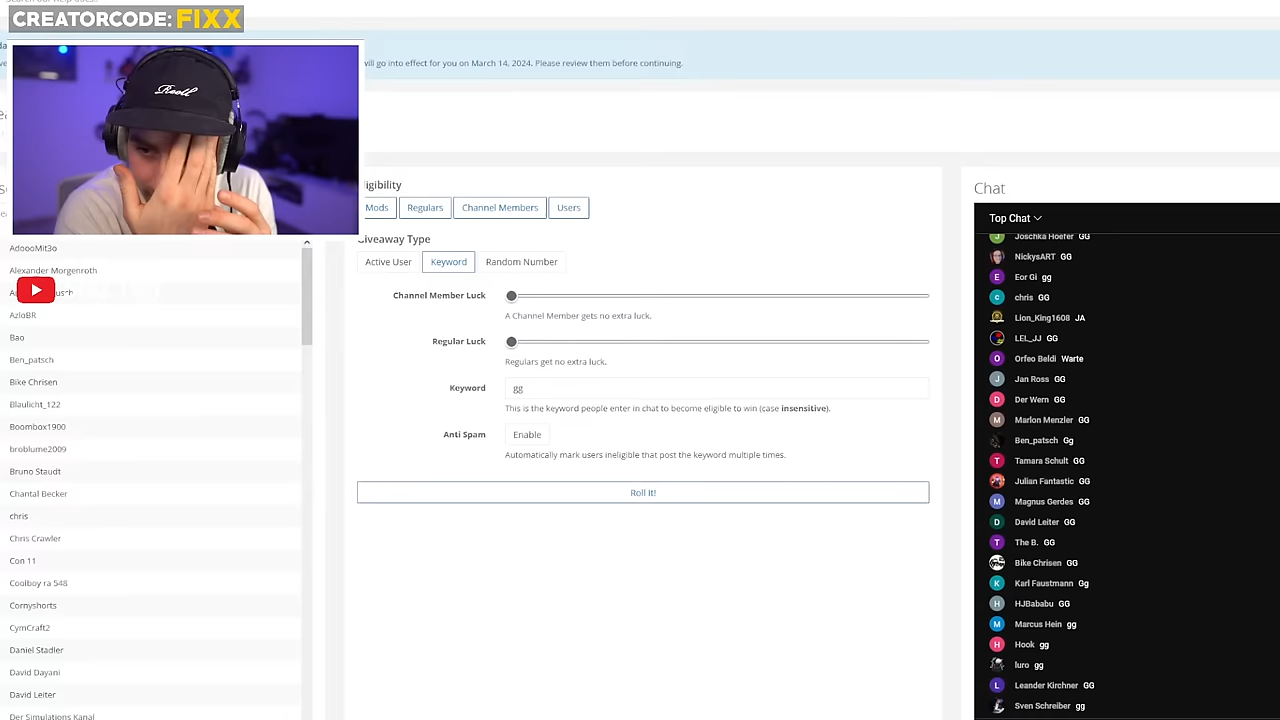 CREATORCODE: FIXX
will go into effect for you on March 14, 2024. Please review them before continuing.
Reell
Mods
Regulars
Channel Members
Users
Giveaway Type
Active User
Keyword
Random Number
Channel Member Luck
A Channel Member gets no extra luck.
Regular Luck
Regulars get no extra luck.
Keyword
gg
This is the keyword people enter in chat to become eligible to win (case insensitive).
Anti Spam
Enable
Automatically mark users ineligible that post the keyword multiple times.
Roll It!
AdoooMit3o
Alexander Morgenroth
AzloBR
Bao
Ben_patsch
Bike Chrisen
Blaulicht_122
Boombox1900
broblume2009
Bruno Staudt
Chantal Becker
chris
Chris Crawler
Con 11
Coolboy ra 548
Cornyshorts
CymCraft2
Daniel Stadler
David Dayani
David Leiter
Der Simulations Kanal
Chat
Top Chat
Joschka Hoefer GG
NickysART GG
Eor Gi gg
chris GG
Lion_King1608 JA
LEL_JJ GG
Orfeo Beldi Warte
Jan Ross GG
Der Wern GG
Marlon Menzler GG
Ben_patsch Gg
Tamara Schult GG
Julian Fantastic GG
Magnus Gerdes GG
David Leiter GG
The B. GG
Bike Chrisen GG
Karl Faustmann Gg
HJBababu GG
Marcus Hein gg
Hook gg
luro gg
Leander Kirchner GG
Sven Schreiber gg